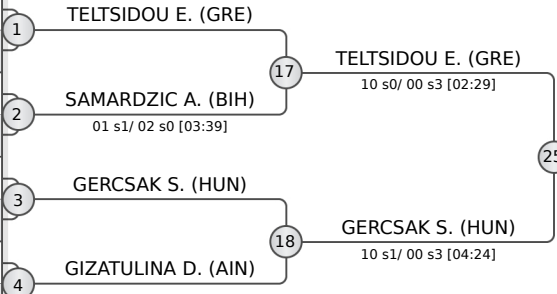 TELTSIDOU E. (GRE)
1
17
TELTSIDOU E. (GRE)
10 s0/ 00 s3 [02:29]
SAMARDZIC A. (BIH)
2
01 s1/ 02 s0 [03:39]
25
GERCSAK S. (HUN)
3
18
GERCSAK S. (HUN)
10 s1/ 00 s3 [04:24]
GIZATULINA D. (AIN)
4